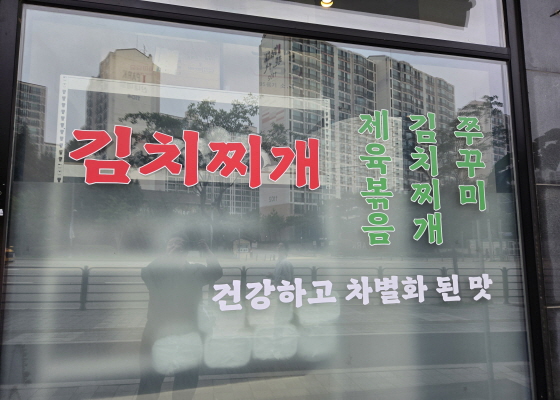 김치찌개
제육볶음
김치찌개
쭈꾸미
건강하고 차별화 된 맛